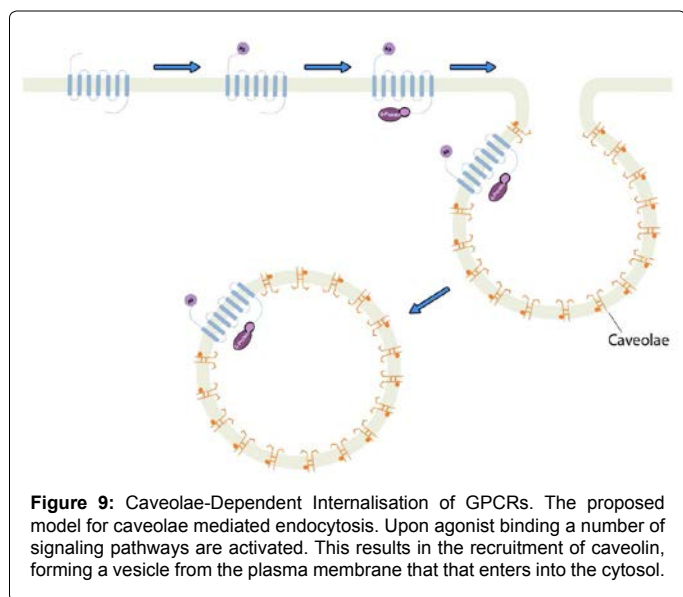 Caveolae
Figure 9: Caveolae-Dependent Internalisation of GPCRs. The proposed
model for caveolae mediated endocytosis. Upon agonist binding a number of
signaling pathways are activated. This results in the recruitment of caveolin,
forming a vesicle from the plasma membrane that that enters into the cytosol.